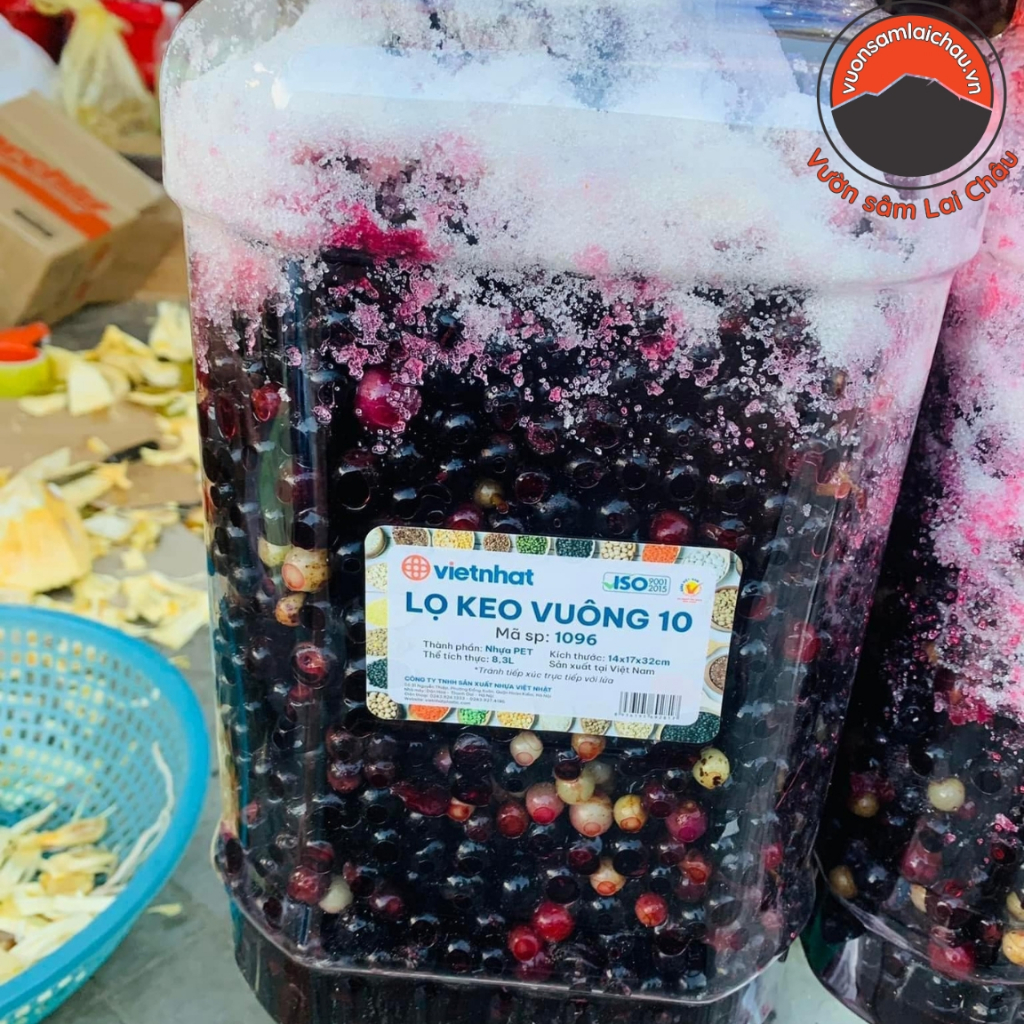 vuonsamlaichau.vn
Vườn sâm Lai Châu
vietnhat
ISO 9001 2015
LỌ KEO VUÔNG 10
Mã sp: 1096
Thành phần: Nhựa PET
Kích thước: 14x17x32cm
Thể tích thực: 8,3L
Sản xuất tại Việt Nam
*Tránh tiếp xúc trực tiếp với lửa
CÔNG TY TNHH SẢN XUẤT NHỰA VIỆT NHẬT